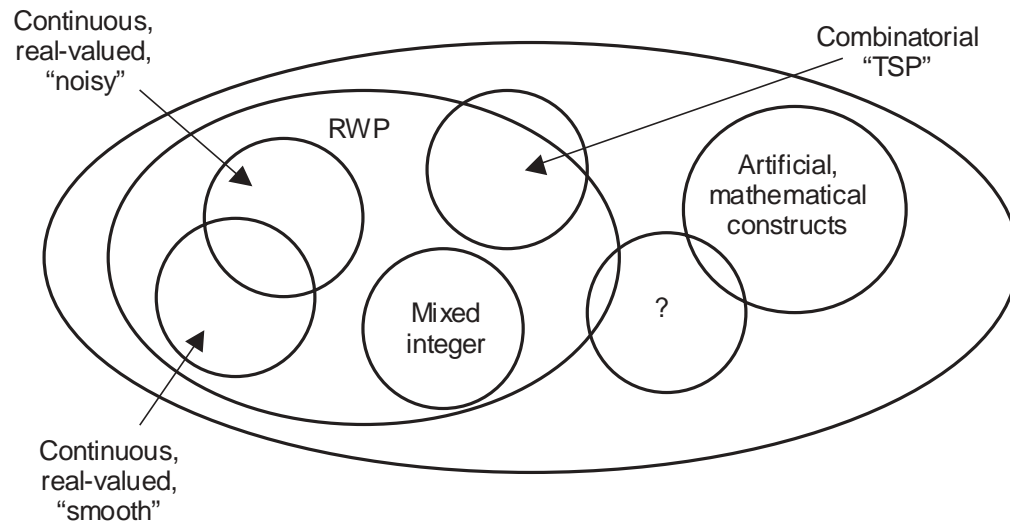 Continuous,
real-valued,
“noisy”
Combinatorial
“TSP”
RWP
Artificial,
mathematical
constructs
Mixed
integer
?
Continuous,
real-valued,
“smooth”